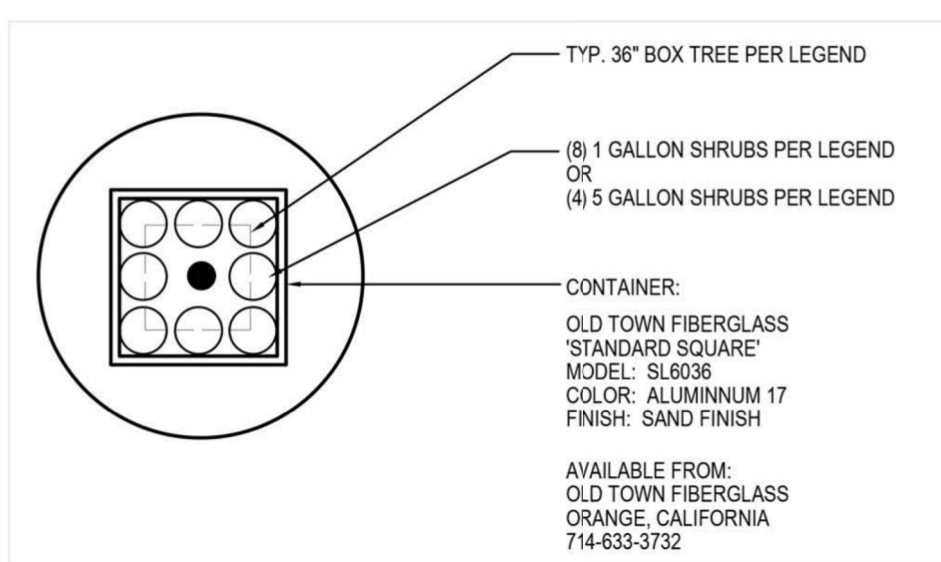 TYP. 36" BOX TREE PER LEGEND
(8) 1 GALLON SHRUBS PER LEGEND
OR
(4) 5 GALLON SHRUBS PER LEGEND
CONTAINER:
OLD TOWN FIBERGLASS
'STANDARD SQUARE'
MODEL: SL6036
COLOR: ALUMINNUM 17
FINISH: SAND FINISH
AVAILABLE FROM:
OLD TOWN FIBERGLASS
ORANGE, CALIFORNIA
714-633-3732